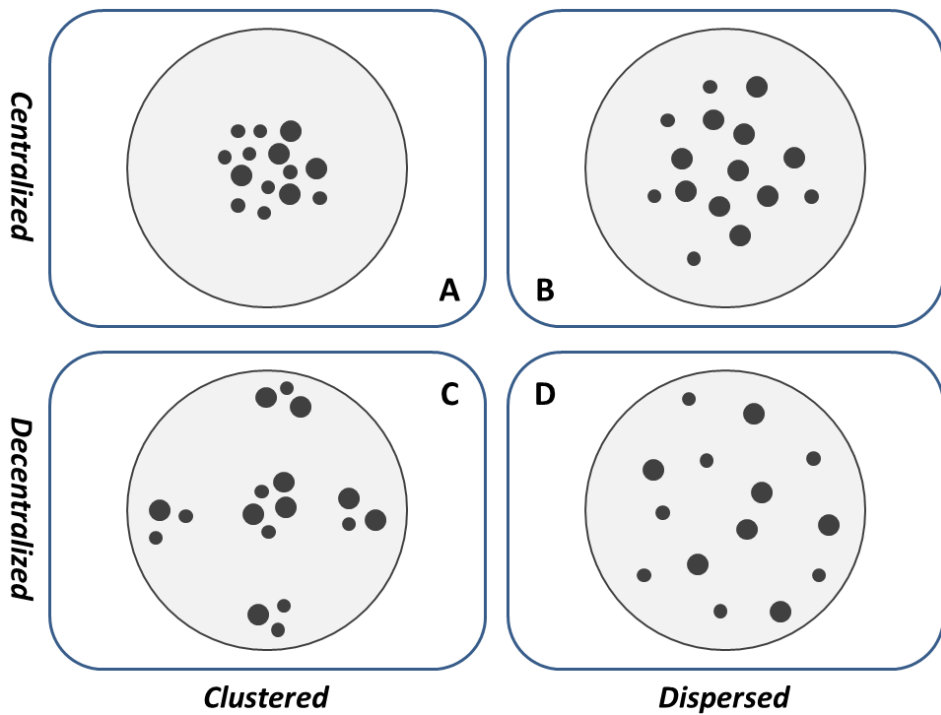 Centralized
A
B
Decentralized
C
D
Clustered
Dispersed